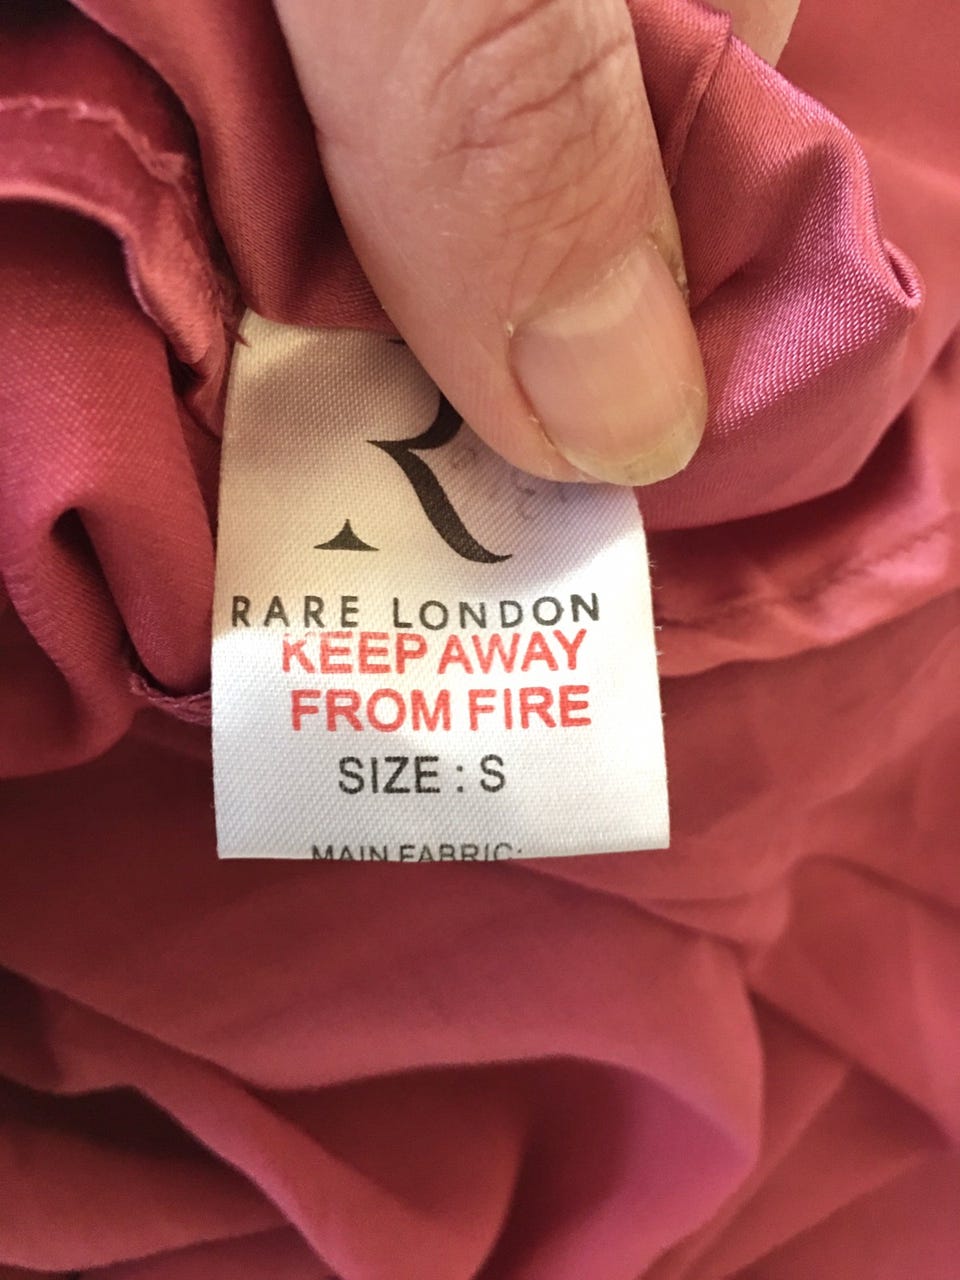 R
RARE LONDON
KEEP AWAY
FROM FIRE
SIZE : S
MAIN FABRIC: